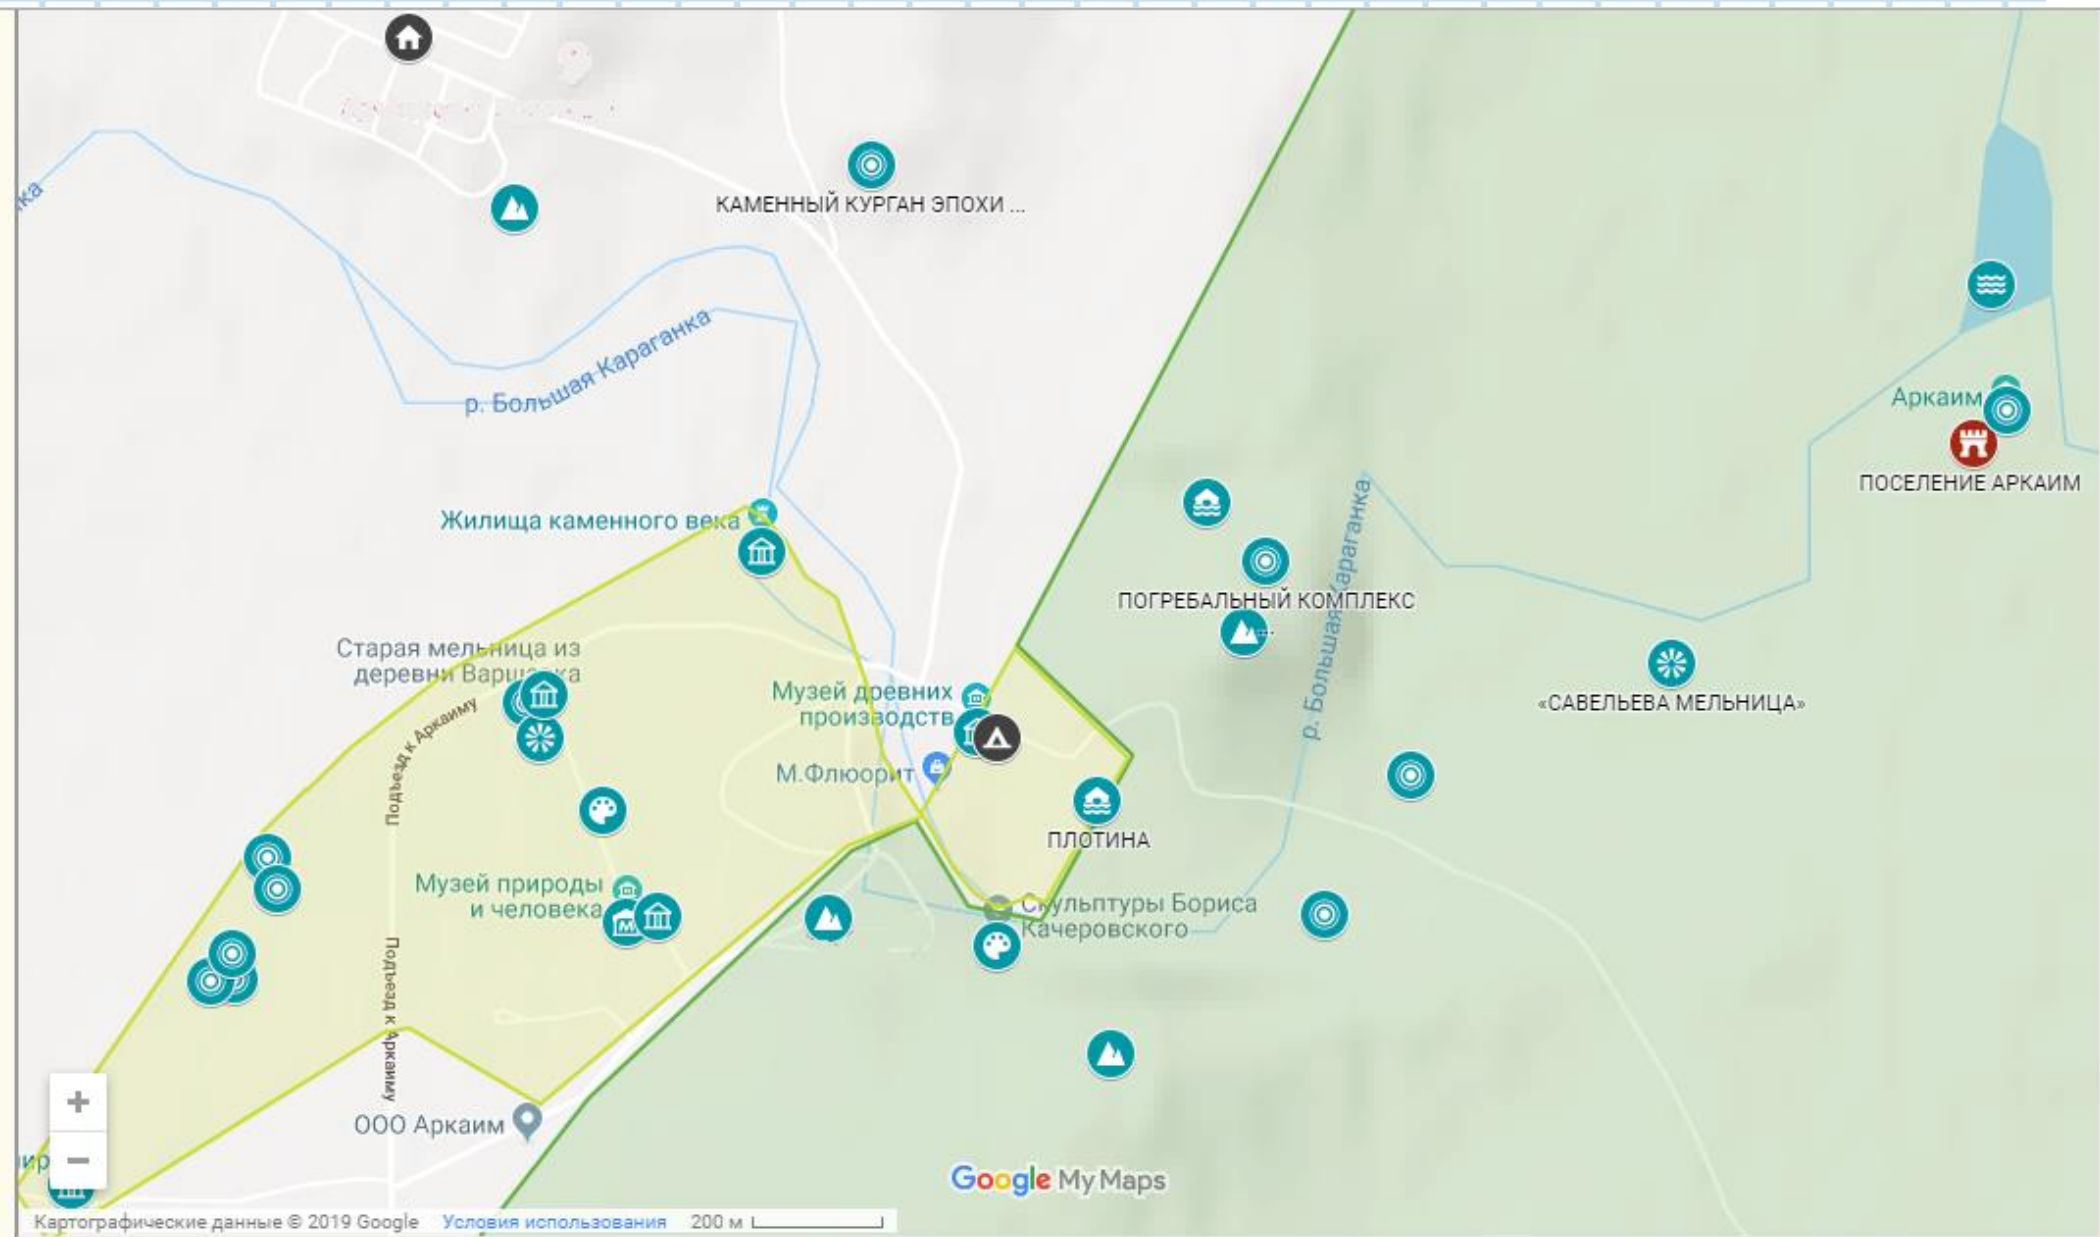 ка
КАМЕННЫЙ КУРГАН ЭПОХИ ...
р. Большая Караганка
Аркаим
ПОСЕЛЕНИЕ АРКАИМ
Жилища каменного века
ПОГРЕБАЛЬНЫЙ КОМПЛЕКС
...
р. Большая Караганка
Старая мельница из
деревни Варшавка
«САВЕЛЬЕВА МЕЛЬНИЦА»
Подъезд к Аркаиму
Музей древних
производств
М.Флюорит
ПЛОТИНА
Музей природы
и человека
Скульптуры Бориса
Качеровского
Подъезд к Аркаиму
ООО Аркаим
+
−
ир
Google My Maps
Картографические данные © 2019 Google Условия использования 200 м